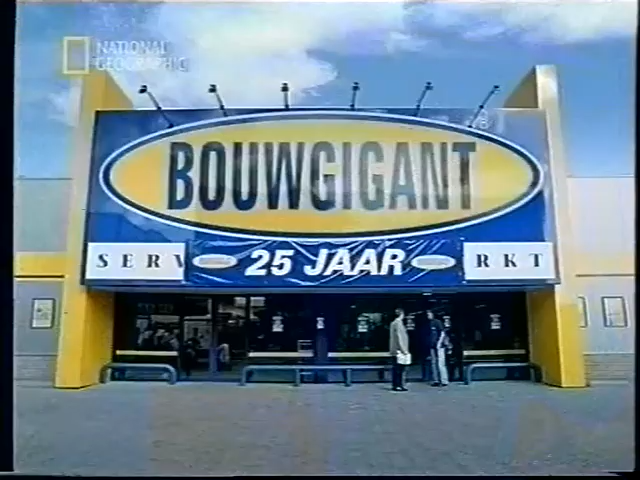 NATIONAL
GEOGRAPHIC
BOUWGIGANT
25 JAAR
SERV
RKT